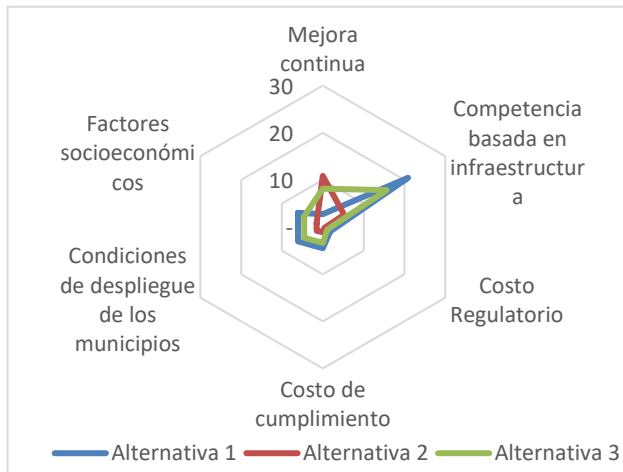 Mejora
continua
30
20
10
-
Competencia
basada en
infraestructur
a
Costo
Regulatorio
Costo de
cumplimiento
Condiciones
de despliegue
de los
municipios
Factores
socioeconómi
cos
Alternativa 1
Alternativa 2
Alternativa 3